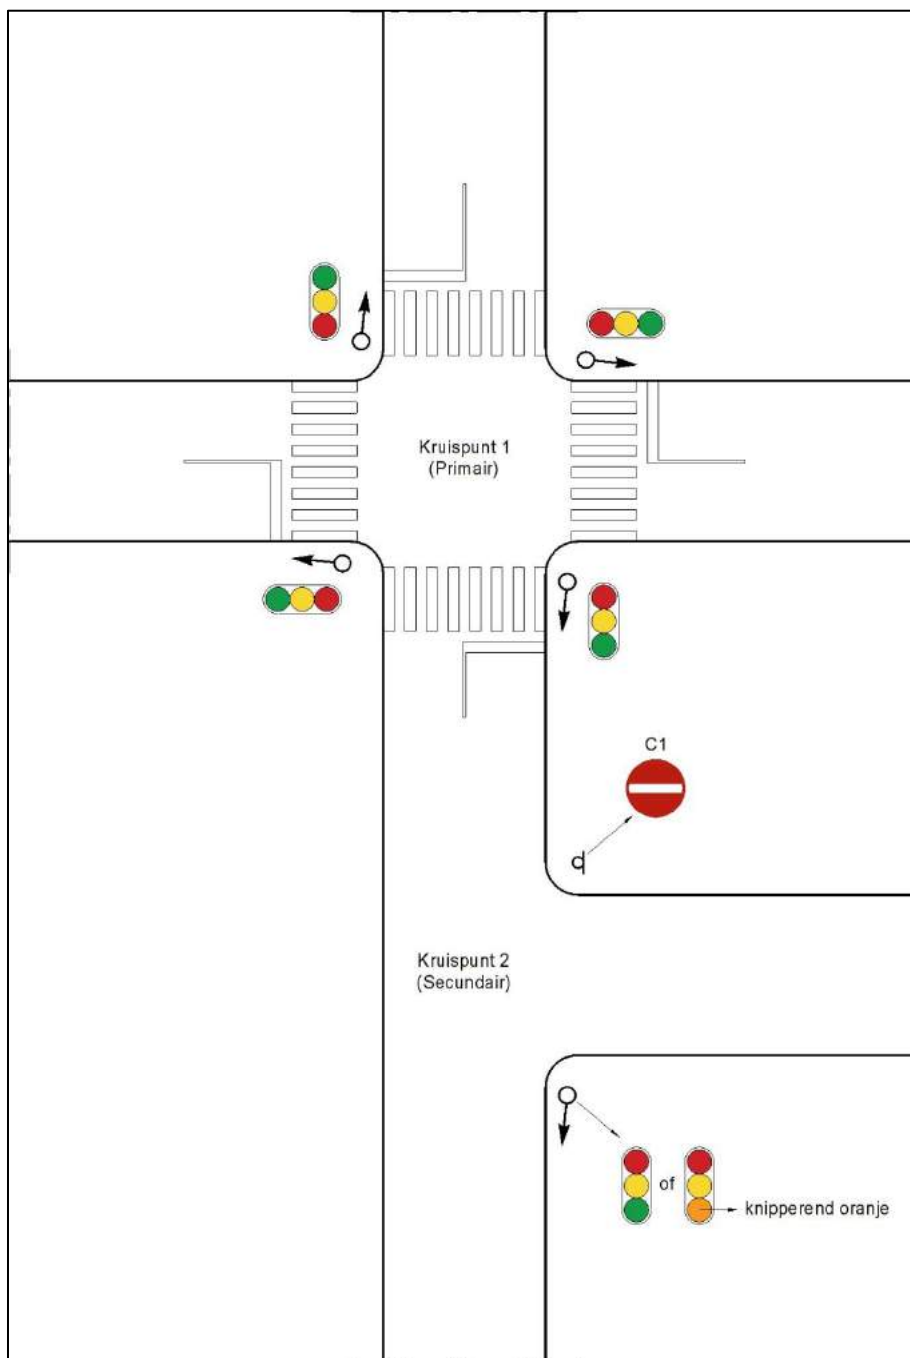 Kruispunt 1
(Primair)
C1
Kruispunt 2
(Secundair)
of
knipperend oranje